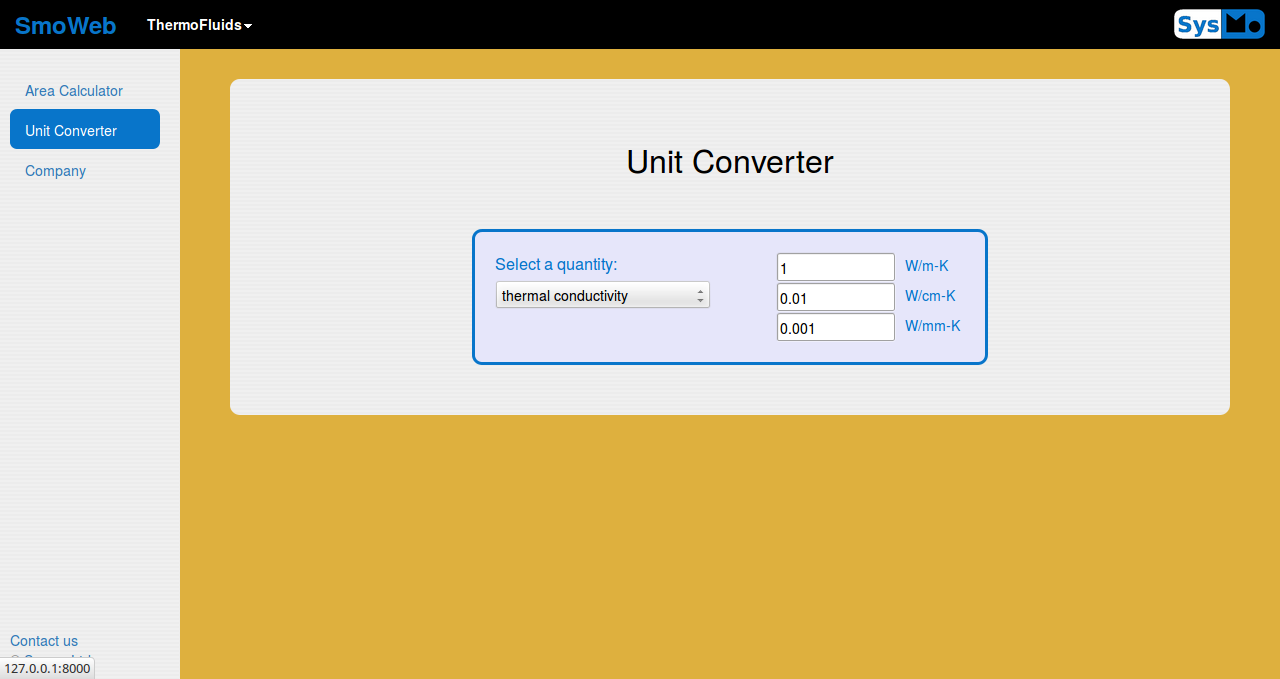 SmoWeb
ThermoFluids
Sys
Area Calculator
Unit Converter
Company
Unit Converter
Select a quantity:
thermal conductivity
1 W/m-K
0.01 W/cm-K
0.001 W/mm-K
Contact us
127.0.0.1:8000